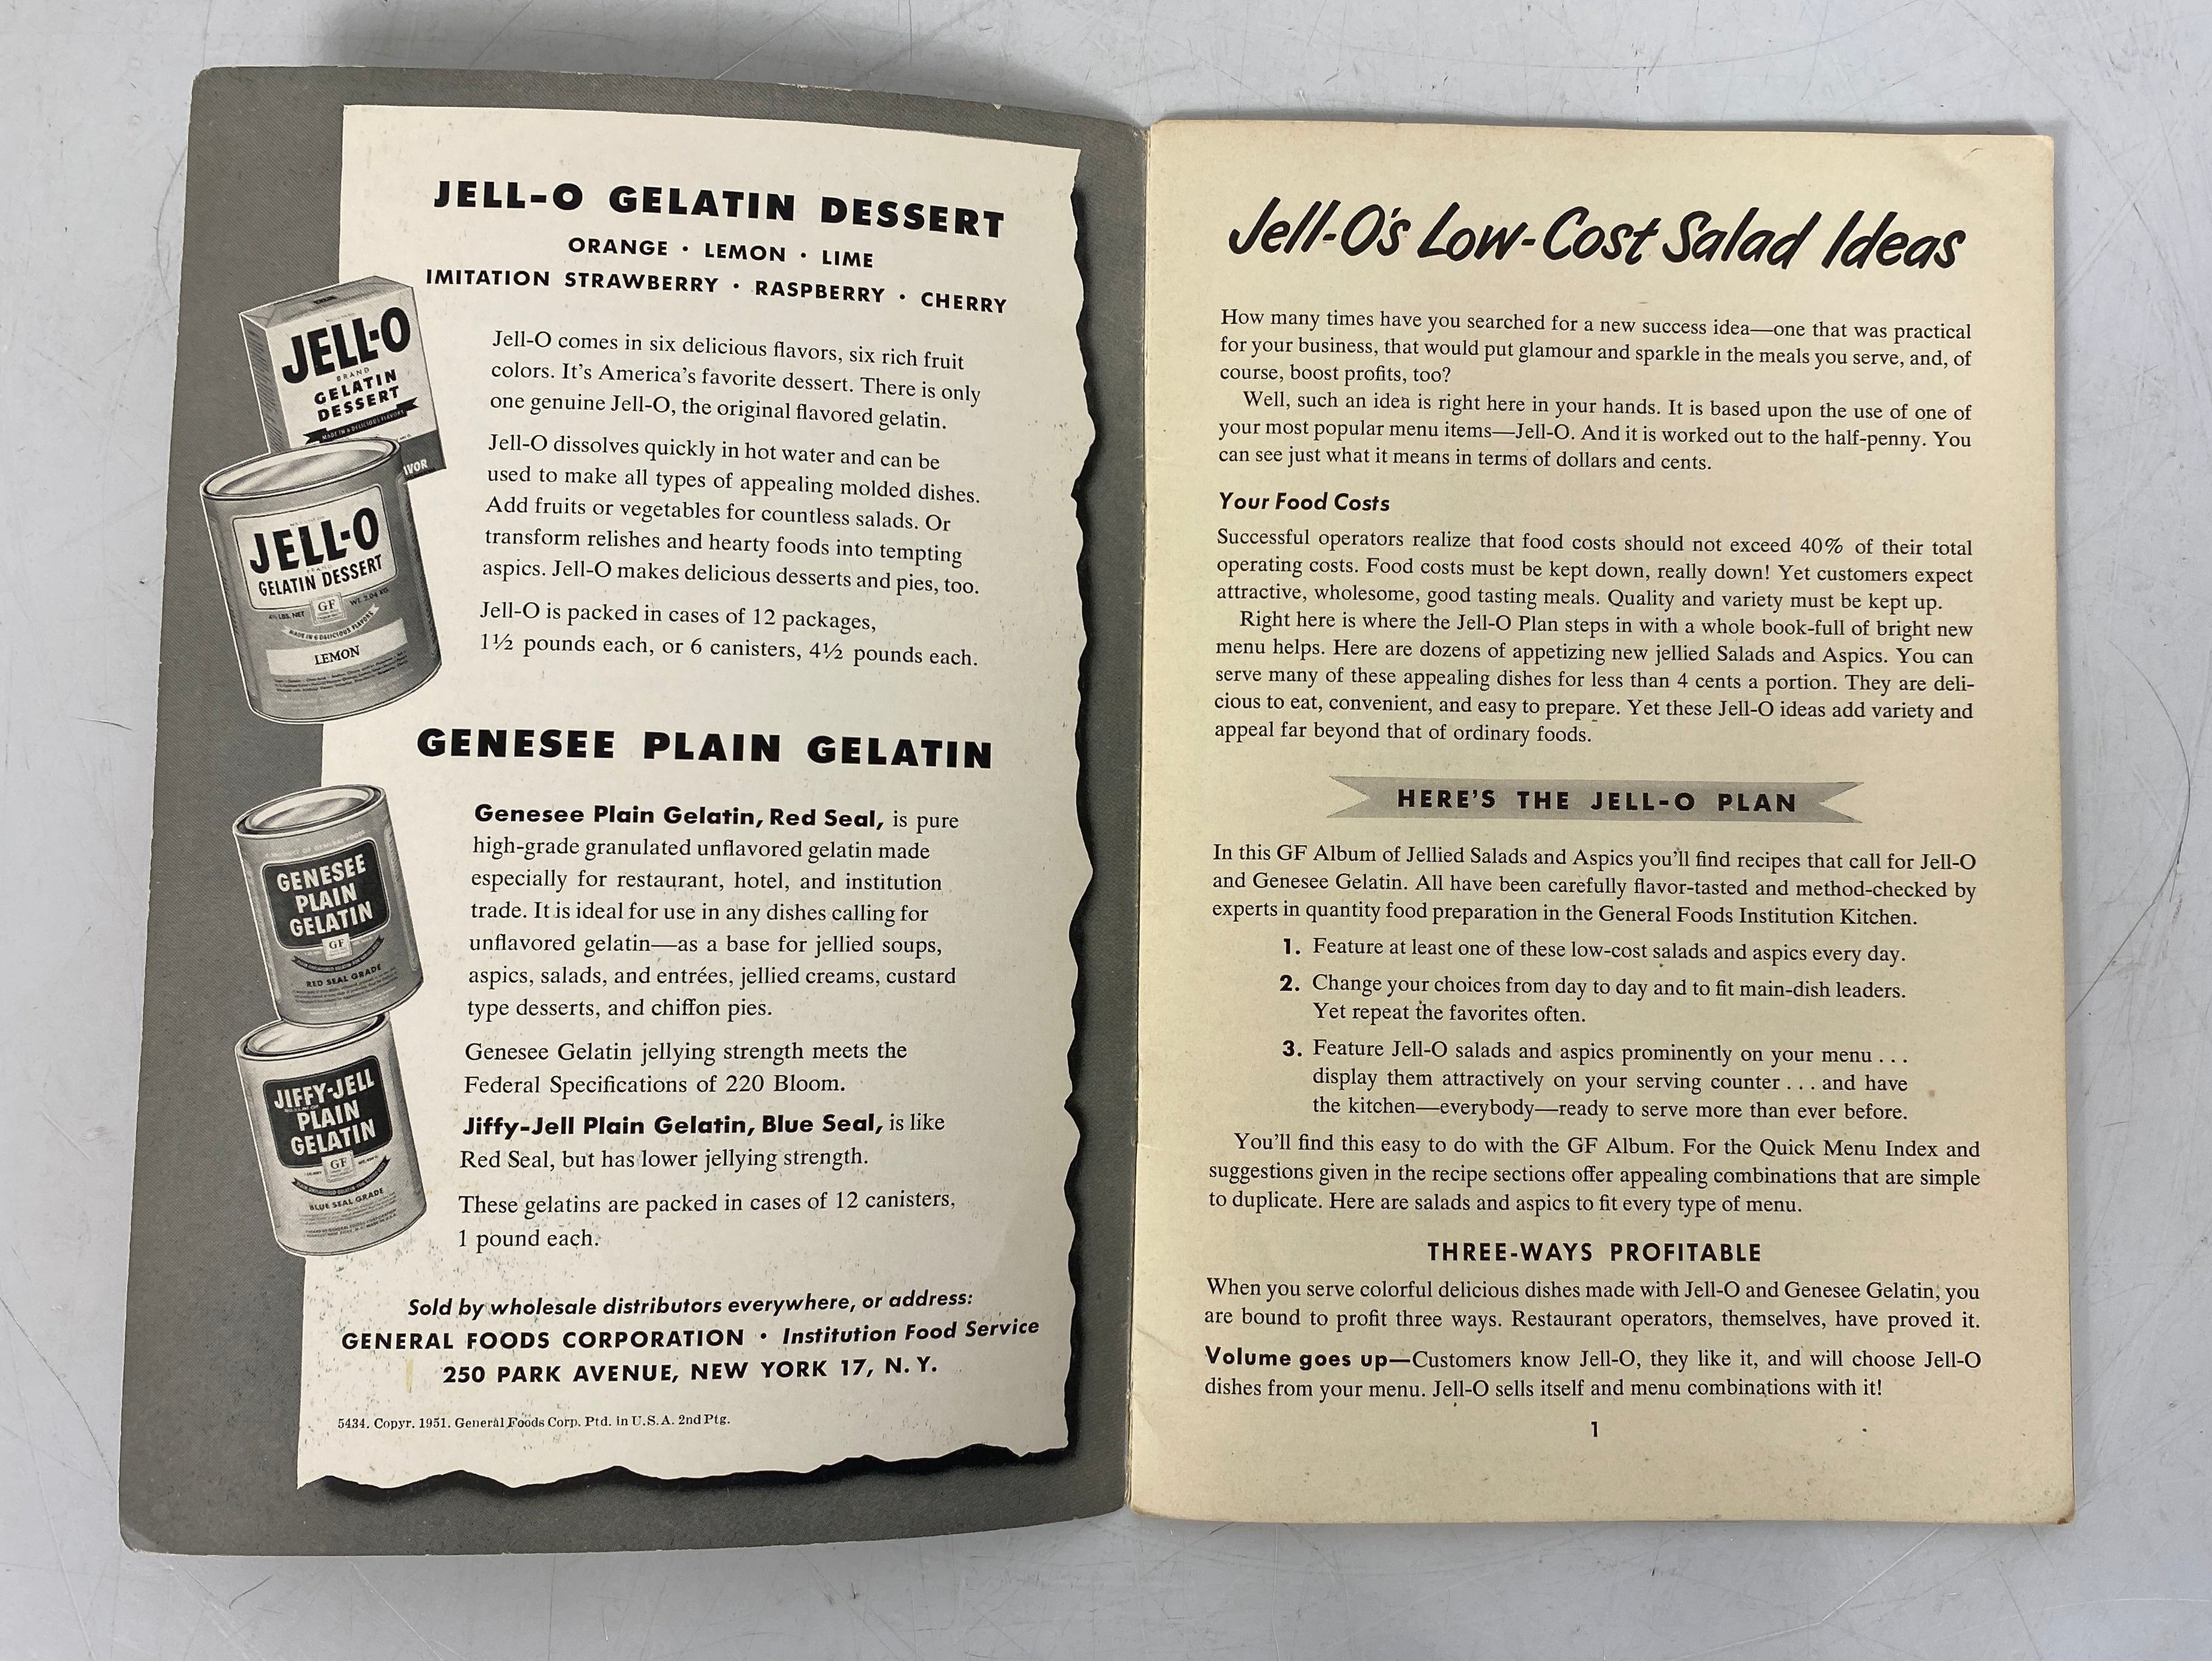 JELL-O GELATIN DESSERT
ORANGE · LEMON · LIME
IMITATION STRAWBERRY · RASPBERRY · CHERRY
JELL-O
BRAND
GELATIN
DESSERT
MADE IN 6 DELICIOUS FLAVORS
JELL-O
BRAND
GELATIN DESSERT
4½ LBS. NET
GF
WT. 2.04 KG.
MADE IN 6 DELICIOUS FLAVORS
LEMON
Jell-O comes in six delicious flavors, six rich fruit
colors. It's America's favorite dessert. There is only
one genuine Jell-O, the original flavored gelatin.
Jell-O dissolves quickly in hot water and can be
used to make all types of appealing molded dishes.
Add fruits or vegetables for countless salads. Or
transform relishes and hearty foods into tempting
aspics. Jell-O makes delicious desserts and pies, too.
Jell-O is packed in cases of 12 packages,
1½ pounds each, or 6 canisters, 4½ pounds each.
GENESEE PLAIN GELATIN
GENESEE
PLAIN
GELATIN
GF
RED SEAL GRADE
JIFFY-JELL
PLAIN
GELATIN
GF
BLUE SEAL GRADE
Genesee Plain Gelatin, Red Seal, is pure
high-grade granulated unflavored gelatin made
especially for restaurant, hotel, and institution
trade. It is ideal for use in any dishes calling for
unflavored gelatin—as a base for jellied soups,
aspics, salads, and entrées, jellied creams, custard
type desserts, and chiffon pies.
Genesee Gelatin jellying strength meets the
Federal Specifications of 220 Bloom.
Jiffy-Jell Plain Gelatin, Blue Seal, is like
Red Seal, but has lower jellying strength.
These gelatins are packed in cases of 12 canisters,
1 pound each.
Sold by wholesale distributors everywhere, or address:
GENERAL FOODS CORPORATION · Institution Food Service
250 PARK AVENUE, NEW YORK 17, N.Y.
5434. Copyr. 1951. General Foods Corp. Ptd. in U.S.A. 2nd Ptg.
Jell-O's Low-Cost Salad Ideas
How many times have you searched for a new success idea—one that was practical
for your business, that would put glamour and sparkle in the meals you serve, and, of
course, boost profits, too?
Well, such an idea is right here in your hands. It is based upon the use of one of
your most popular menu items—Jell-O. And it is worked out to the half-penny. You
can see just what it means in terms of dollars and cents.
Your Food Costs
Successful operators realize that food costs should not exceed 40% of their total
operating costs. Food costs must be kept down, really down! Yet customers expect
attractive, wholesome, good tasting meals. Quality and variety must be kept up.
Right here is where the Jell-O Plan steps in with a whole book-full of bright new
menu helps. Here are dozens of appetizing new jellied Salads and Aspics. You can
serve many of these appealing dishes for less than 4 cents a portion. They are deli-
cious to eat, convenient, and easy to prepare. Yet these Jell-O ideas add variety and
appeal far beyond that of ordinary foods.
HERE'S THE JELL-O PLAN
In this GF Album of Jellied Salads and Aspics you'll find recipes that call for Jell-O
and Genesee Gelatin. All have been carefully flavor-tasted and method-checked by
experts in quantity food preparation in the General Foods Institution Kitchen.
1. Feature at least one of these low-cost salads and aspics every day.
2. Change your choices from day to day and to fit main-dish leaders.
Yet repeat the favorites often.
3. Feature Jell-O salads and aspics prominently on your menu . . .
display them attractively on your serving counter . . . and have
the kitchen—everybody—ready to serve more than ever before.
You'll find this easy to do with the GF Album. For the Quick Menu Index and
suggestions given in the recipe sections offer appealing combinations that are simple
to duplicate. Here are salads and aspics to fit every type of menu.
THREE-WAYS PROFITABLE
When you serve colorful delicious dishes made with Jell-O and Genesee Gelatin, you
are bound to profit three ways. Restaurant operators, themselves, have proved it.
Volume goes up—Customers know Jell-O, they like it, and will choose Jell-O
dishes from your menu. Jell-O sells itself and menu combinations with it!
1